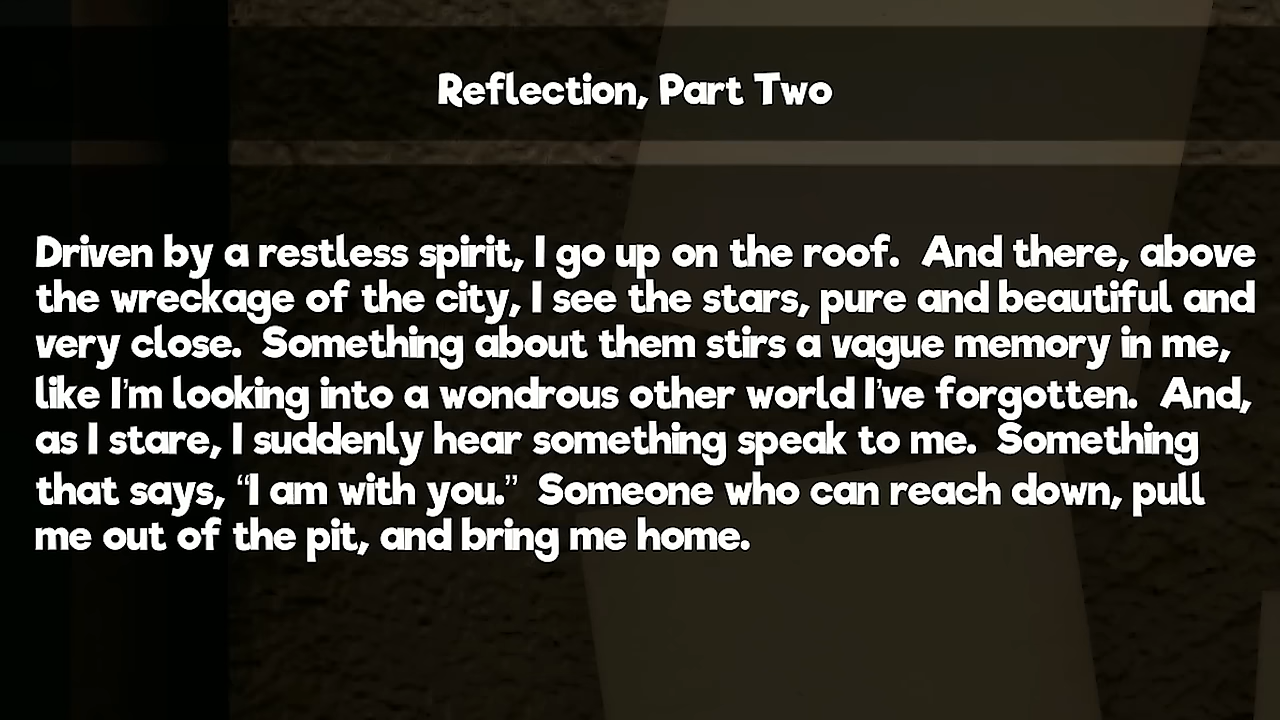 Reflection, Part Two
Driven by a restless spirit, I go up on the roof.  And there, above
the wreckage of the city, I see the stars, pure and beautiful and
very close.  Something about them stirs a vague memory in me,
like I’m looking into a wondrous other world I’ve forgotten.  And,
as I stare, I suddenly hear something speak to me.  Something
that says, “I am with you.”  Someone who can reach down, pull
me out of the pit, and bring me home.